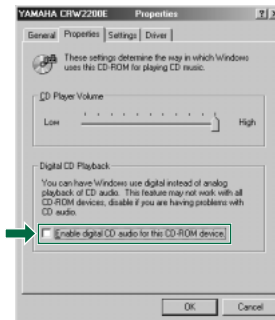 YAMAHA CRW2200E Properties
General Properties Settings Driver
These settings determine the way in which Windows
uses this CD-ROM for playing CD music.
CD Player Volume
Low High
Digital CD Playback
You can have Windows use digital instead of analog
playback of CD audio. This feature may not work with all
CD-ROM devices, disable if you are having problems with
CD audio.
Enable digital CD audio for this CD-ROM device.
OK Cancel